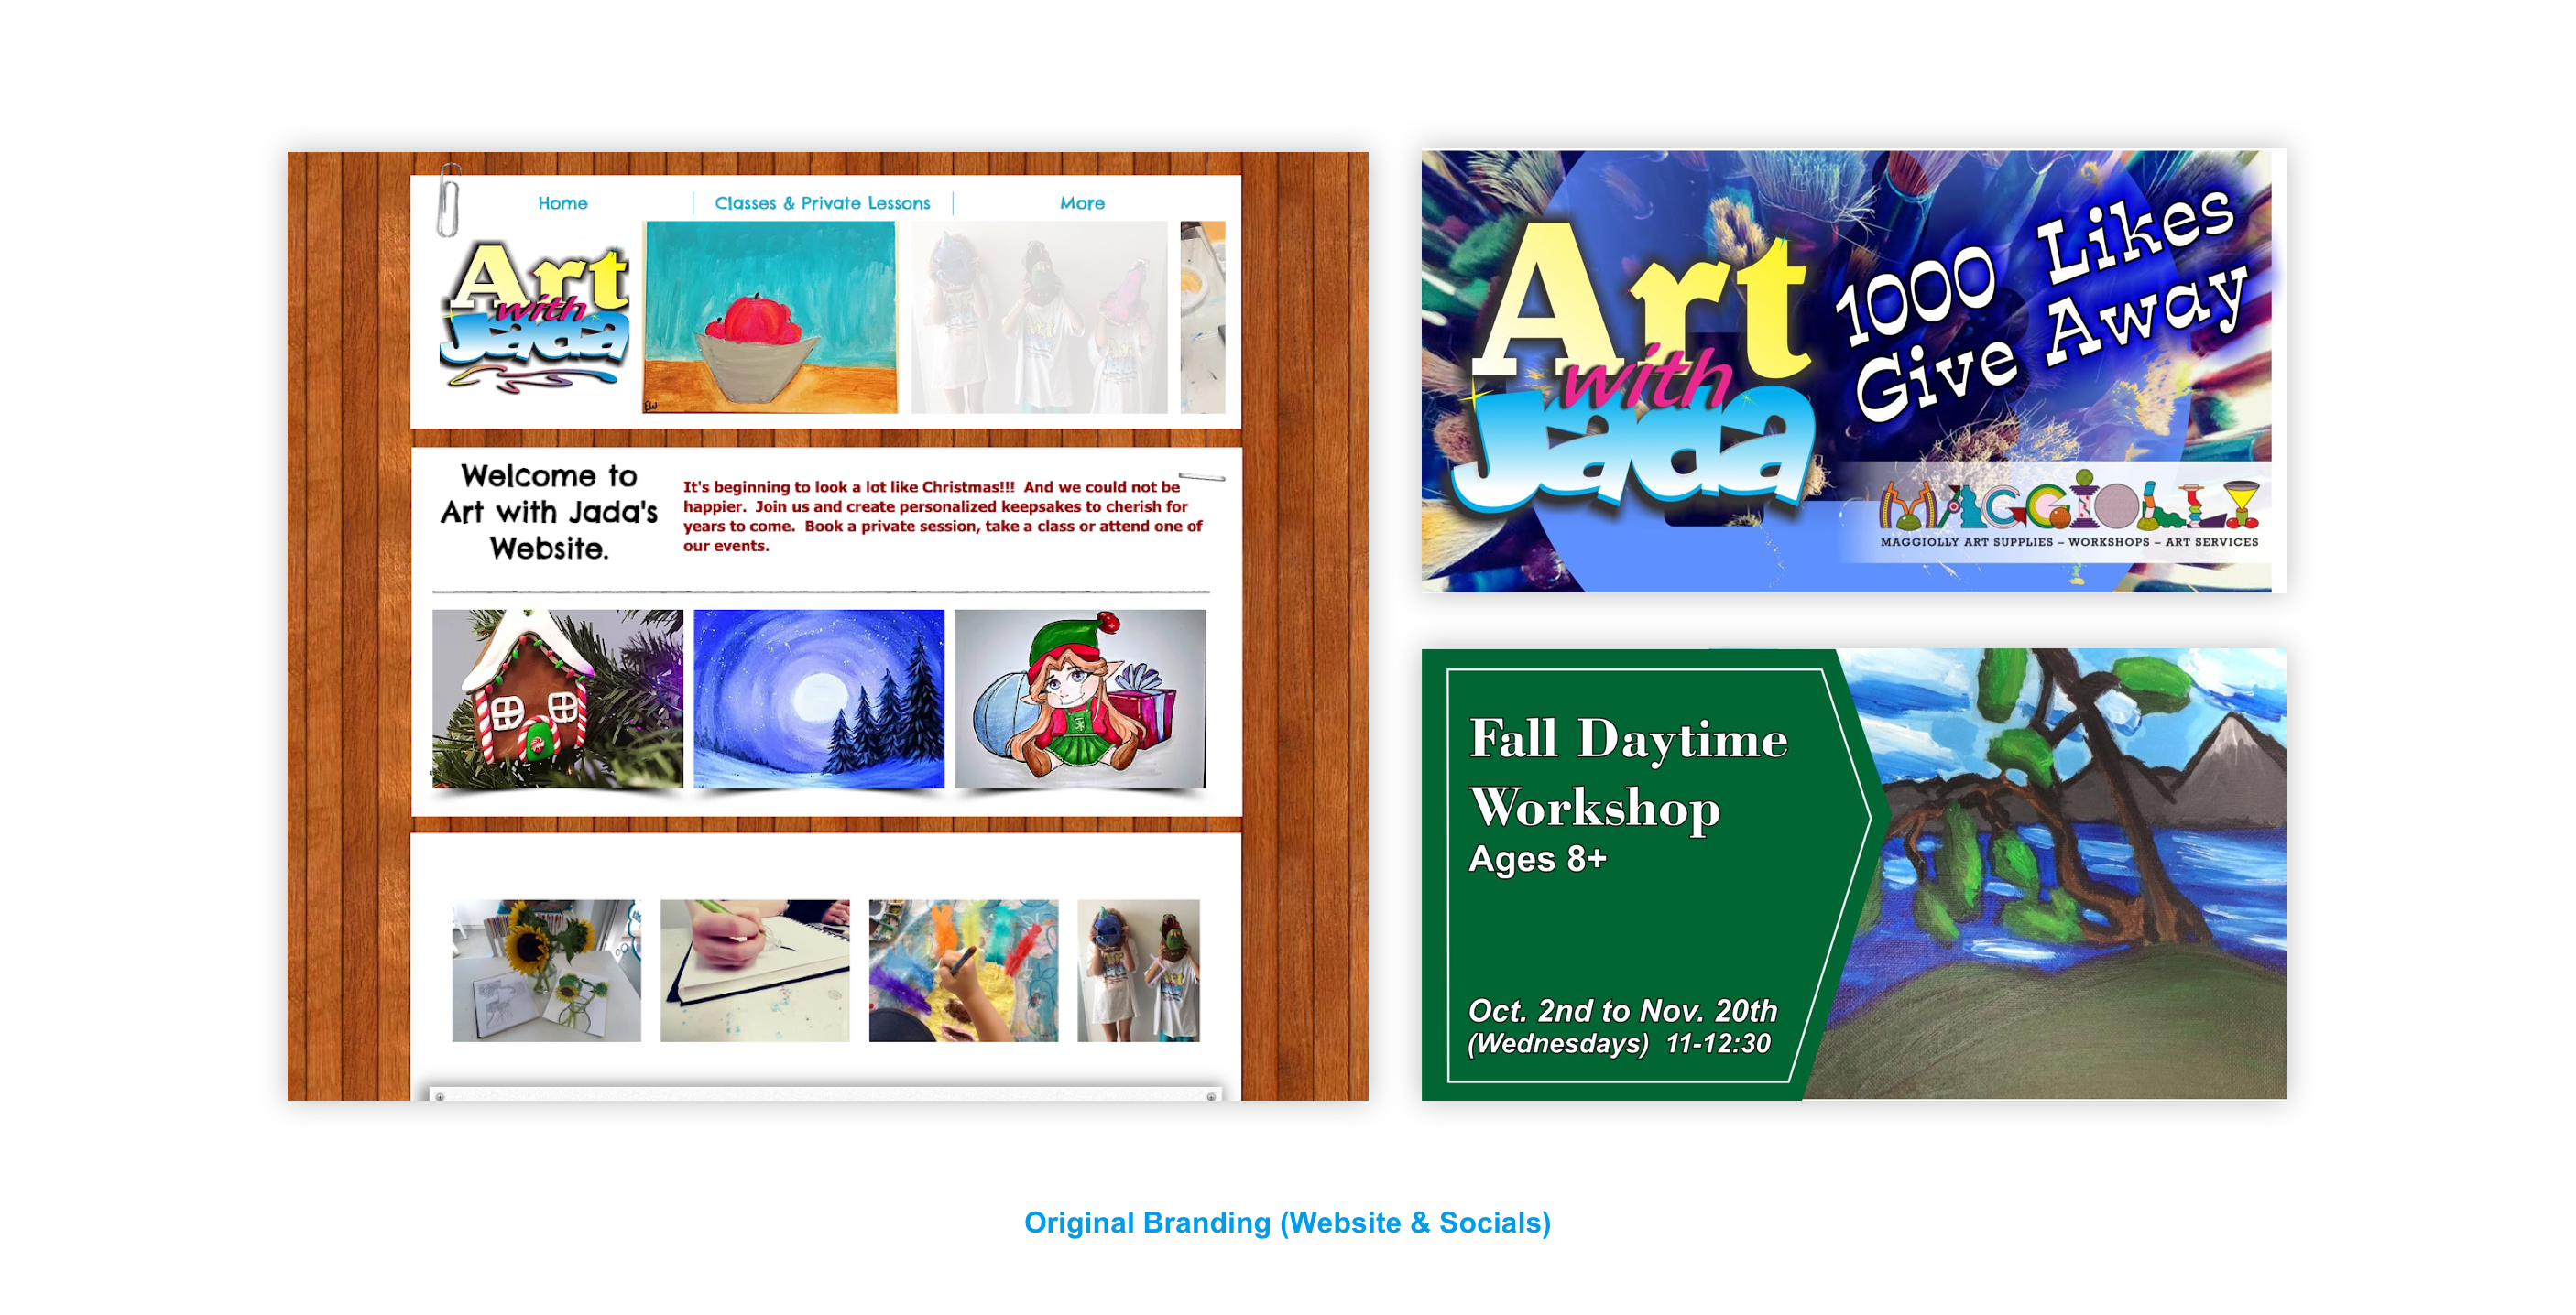 Home
Classes & Private Lessons
More
Art
with
Jada
Welcome to
Art with Jada's
Website.
It's beginning to look a lot like Christmas!!!  And we could not be
happier.  Join us and create personalized keepsakes to cherish for
years to come.  Book a private session, take a class or attend one of
our events.
Art
with
Jada
1000 Likes
Give Away
MAGGIOLLY
MAGGIOLLY ART SUPPLIES – WORKSHOPS – ART SERVICES
Fall Daytime
Workshop
Ages 8+
Oct. 2nd to Nov. 20th
(Wednesdays)  11-12:30
Original Branding (Website & Socials)